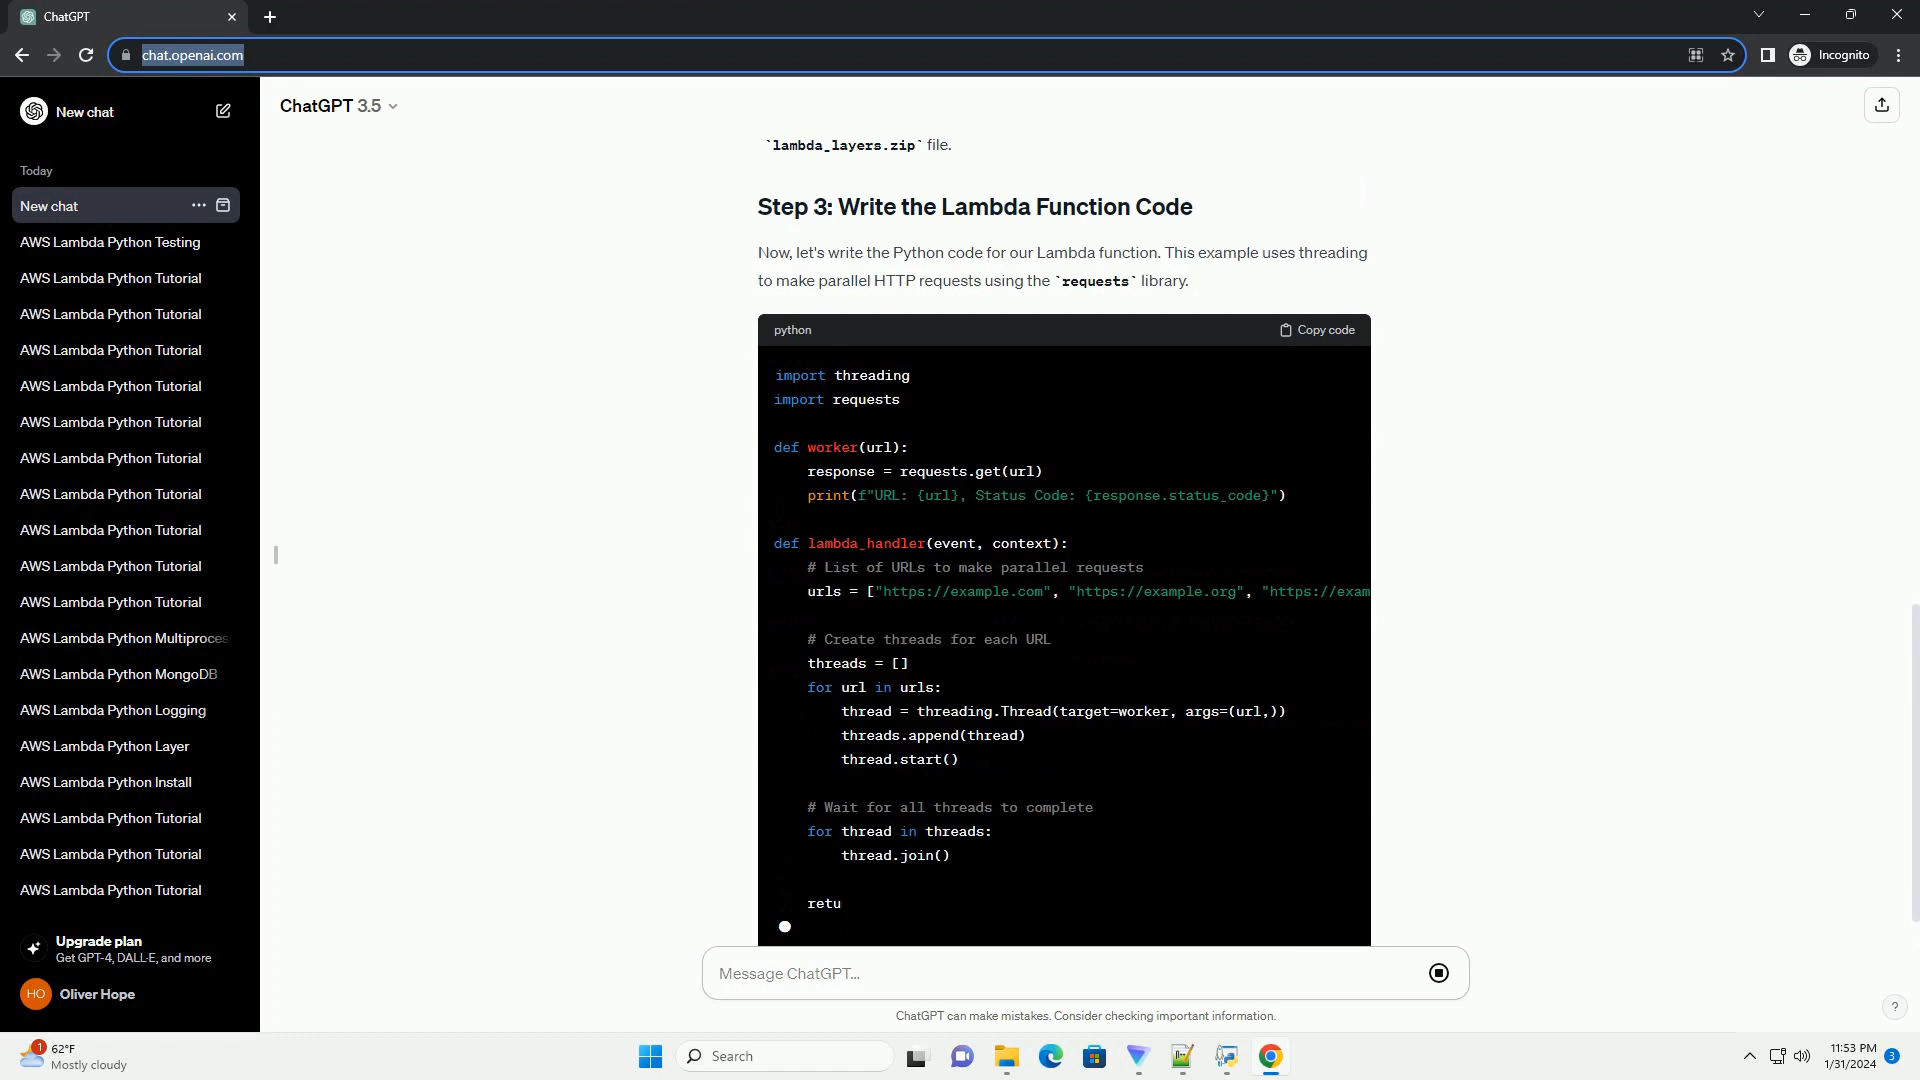 ChatGPT
chat.openai.com
Incognito
New chat
ChatGPT 3.5
Today
New chat
AWS Lambda Python Testing
AWS Lambda Python Tutorial
AWS Lambda Python Tutorial
AWS Lambda Python Tutorial
AWS Lambda Python Tutorial
AWS Lambda Python Tutorial
AWS Lambda Python Tutorial
AWS Lambda Python Tutorial
AWS Lambda Python Tutorial
AWS Lambda Python Tutorial
AWS Lambda Python Tutorial
AWS Lambda Python Multiproces
AWS Lambda Python MongoDB
AWS Lambda Python Logging
AWS Lambda Python Layer
AWS Lambda Python Install
AWS Lambda Python Tutorial
AWS Lambda Python Tutorial
AWS Lambda Python Tutorial
Upgrade plan
Get GPT-4, DALL·E, and more
HO Oliver Hope
`lambda_layers.zip` file.
Step 3: Write the Lambda Function Code
Now, let's write the Python code for our Lambda function. This example uses threading
to make parallel HTTP requests using the `requests` library.
python Copy code
import threading
import requests
def worker(url):
response = requests.get(url)
print(f"URL: {url}, Status Code: {response.status_code}")
def lambda_handler(event, context):
# List of URLs to make parallel requests
urls = ["https://example.com", "https://example.org", "https://exam
# Create threads for each URL
threads = []
for url in urls:
thread = threading.Thread(target=worker, args=(url,))
threads.append(thread)
thread.start()
# Wait for all threads to complete
for thread in threads:
thread.join()
retu
Message ChatGPT...
ChatGPT can make mistakes. Consider checking important information.
?
1
62°F
Mostly cloudy
Search
11:53 PM
1/31/2024
3